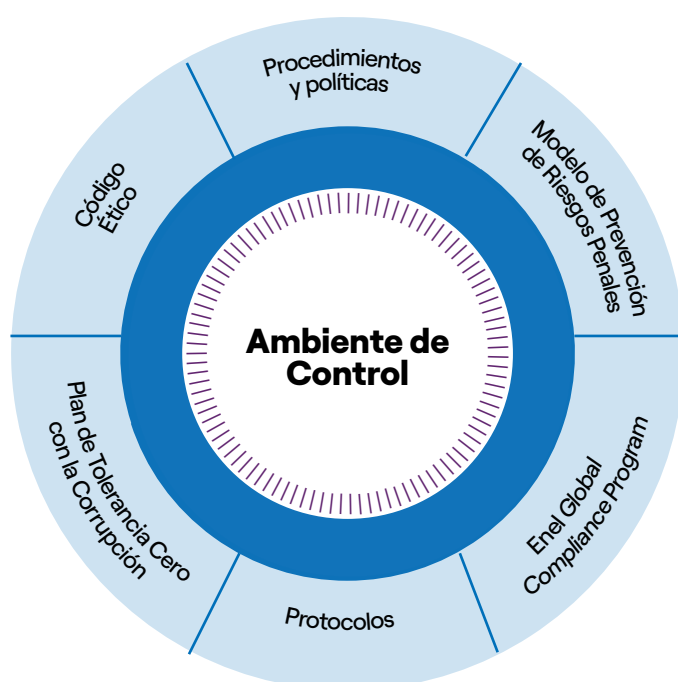 Procedimientos
y políticas
Modelo de Prevención
de Riesgos Penales
Enel Global
Compliance Program
Protocolos
Plan de Tolerancia Cero
con la Corrupción
Código
Ético
Ambiente de
Control